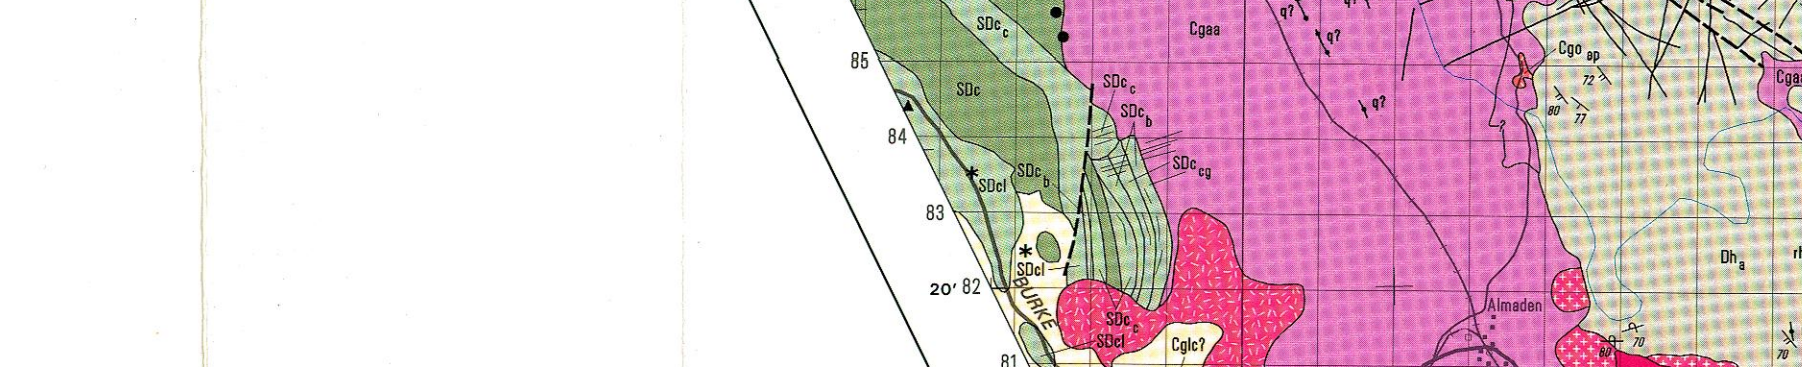 q?
q?
SDc c
Cgaa
q?
Cgo ap
85
72
Cgaa
SDc c
SDc
q?
80
77
SDc b
84
?
SDc b
SDc cg
SDcl
83
SDcl
Dh a
20' 82
BURKE
Almaden
SDc c
SDcl
Cglc?
70
80
70
81